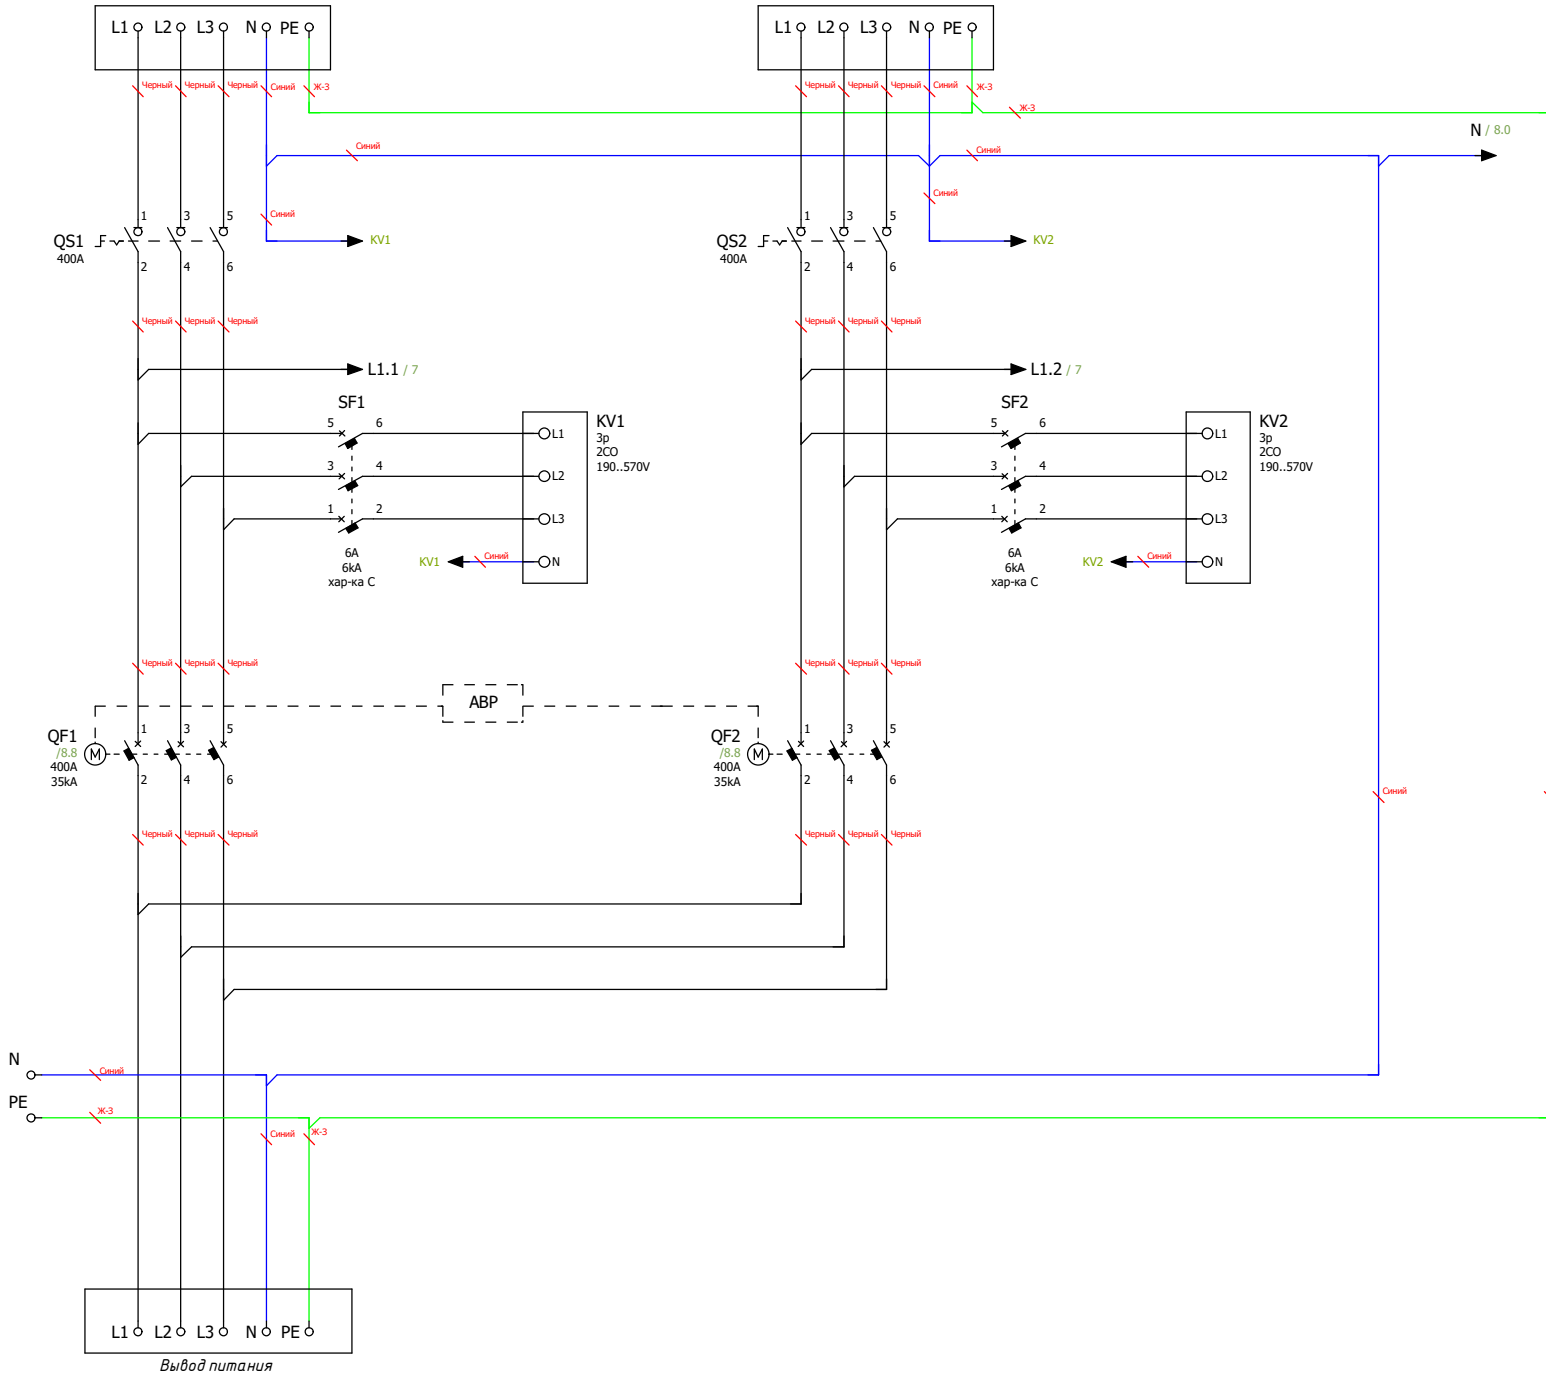 L1 L2 L3 N PE L1 L2 L3 N PE
Черный Черный Черный Синий Ж-З Черный Черный Черный Синий Ж-З
Ж-З
N / 8.0
Синий Синий
Синий
Синий
1 3 5 1 3 5
QS1 KV1 QS2 KV2
400A 400A
2 4 6 2 4 6
Черный Черный Черный Черный Черный Черный
L1.1 / 7 L1.2 / 7
SF1 SF2
5 6 KV1 5 6 KV2
L1 3p L1 3p
2CO 2CO
3 4 190..570V 3 4 190..570V
L2 L2
1 2 1 2
L3 L3
6A 6A
KV1 Синий N KV2 Синий N
6kA 6kA
хар-ка С хар-ка С
Черный Черный Черный Черный Черный Черный
АВР
1 3 5 1 3 5
QF1 QF2
/8.8 M /8.8 M
400A 400A
35kA 35kA
2 4 6 2 4 6
Синий
Черный Черный Черный Черный Черный Черный
N
Синий
PE
Ж-З
Синий Ж-З
L1 L2 L3 N PE
Вывод питания